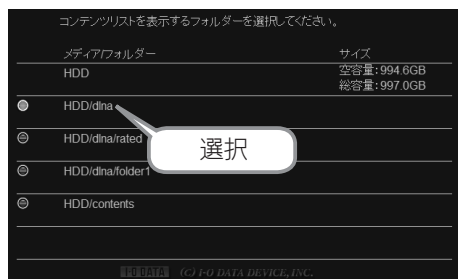 コンテンツリストを表示するフォルダーを選択してください。
メディア/フォルダー サイズ
HDD 空容量:994.6GB
総容量:997.0GB
HDD/dlna
HDD/dlna/rated
選択
HDD/dlna/folder1
HDD/contents
I-O DATA (C) I-O DATA DEVICE, INC.